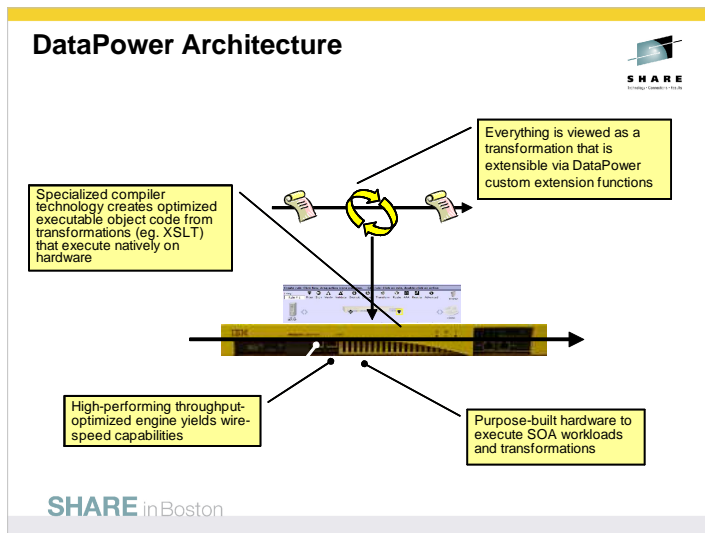 DataPower Architecture
S H A R E
Technology • Connections • Results
Everything is viewed as a
transformation that is
extensible via DataPower
custom extension functions
Specialized compiler
technology creates optimized
executable object code from
transformations (eg. XSLT)
that execute natively on
hardware
IBM
High-performing throughput-
optimized engine yields wire-
speed capabilities
Purpose-built hardware to
execute SOA workloads
and transformations
SHARE in Boston